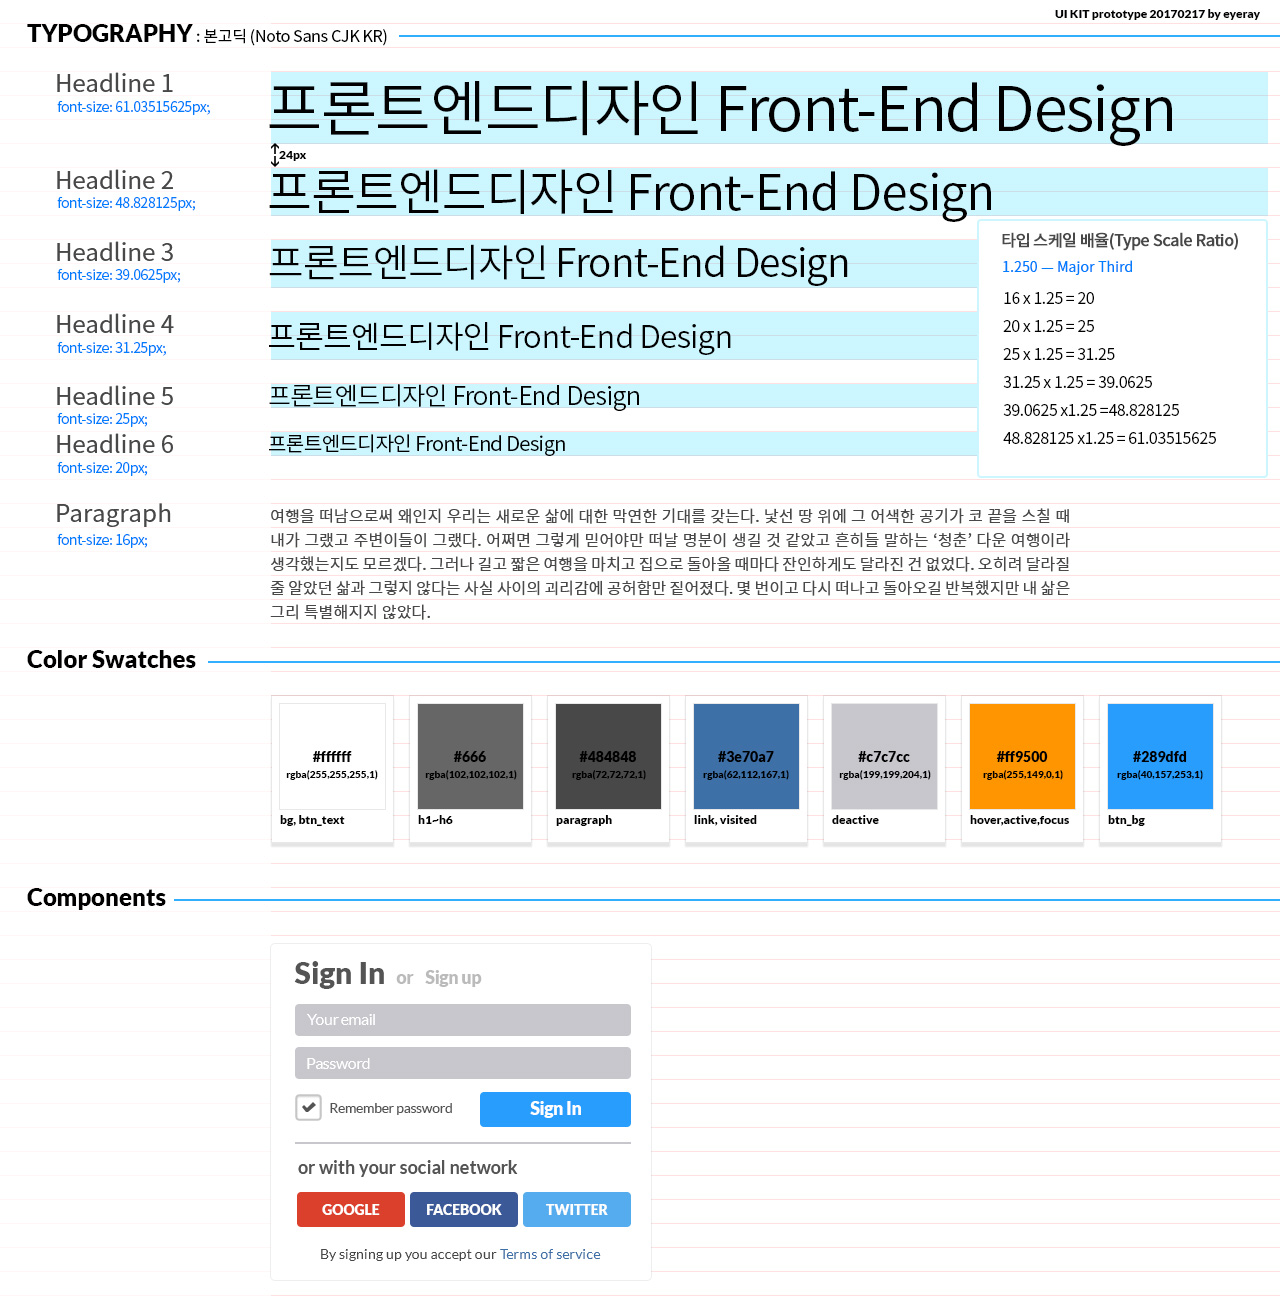 UI KIT prototype 20170217 by eyeray
TYPOGRAPHY : 본고딕 (Noto Sans CJK KR)
Headline 1
font-size: 61.03515625px;
프론트엔드디자인 Front-End Design
24px
Headline 2
font-size: 48.828125px;
프론트엔드디자인 Front-End Design
Headline 3
font-size: 39.0625px;
프론트엔드디자인 Front-End Design
Headline 4
font-size: 31.25px;
프론트엔드디자인 Front-End Design
Headline 5
font-size: 25px;
프론트엔드디자인 Front-End Design
Headline 6
font-size: 20px;
프론트엔드디자인 Front-End Design
타입 스케일 배율(Type Scale Ratio)
1.250 — Major Third
16 x 1.25 = 20
20 x 1.25 = 25
25 x 1.25 = 31.25
31.25 x 1.25 = 39.0625
39.0625 x1.25 =48.828125
48.828125 x1.25 = 61.03515625
Paragraph
font-size: 16px;
여행을 떠남으로써 왜인지 우리는 새로운 삶에 대한 막연한 기대를 갖는다. 낯선 땅 위에 그 어색한 공기가 코 끝을 스칠 때
내가 그랬고 주변이들이 그랬다. 어쩌면 그렇게 믿어야만 떠날 명분이 생길 것 같았고 흔히들 말하는 ‘청춘’ 다운 여행이라
생각했는지도 모르겠다. 그러나 길고 짧은 여행을 마치고 집으로 돌아올 때마다 잔인하게도 달라진 건 없었다. 오히려 달라질
줄 알았던 삶과 그렇지 않다는 사실 사이의 괴리감에 공허함만 짙어졌다. 몇 번이고 다시 떠나고 돌아오길 반복했지만 내 삶은
그리 특별해지지 않았다.
Color Swatches
#ffffff
rgba(255,255,255,1)
bg, btn_text
#666
rgba(102,102,102,1)
h1~h6
#484848
rgba(72,72,72,1)
paragraph
#3e70a7
rgba(62,112,167,1)
link, visited
#c7c7cc
rgba(199,199,204,1)
deactive
#ff9500
rgba(255,149,0,1)
hover,active,focus
#289dfd
rgba(40,157,253,1)
btn_bg
Components
Sign In or Sign up
Your email
Password
Remember password
Sign In
or with your social network
GOOGLE
FACEBOOK
TWITTER
By signing up you accept our Terms of service